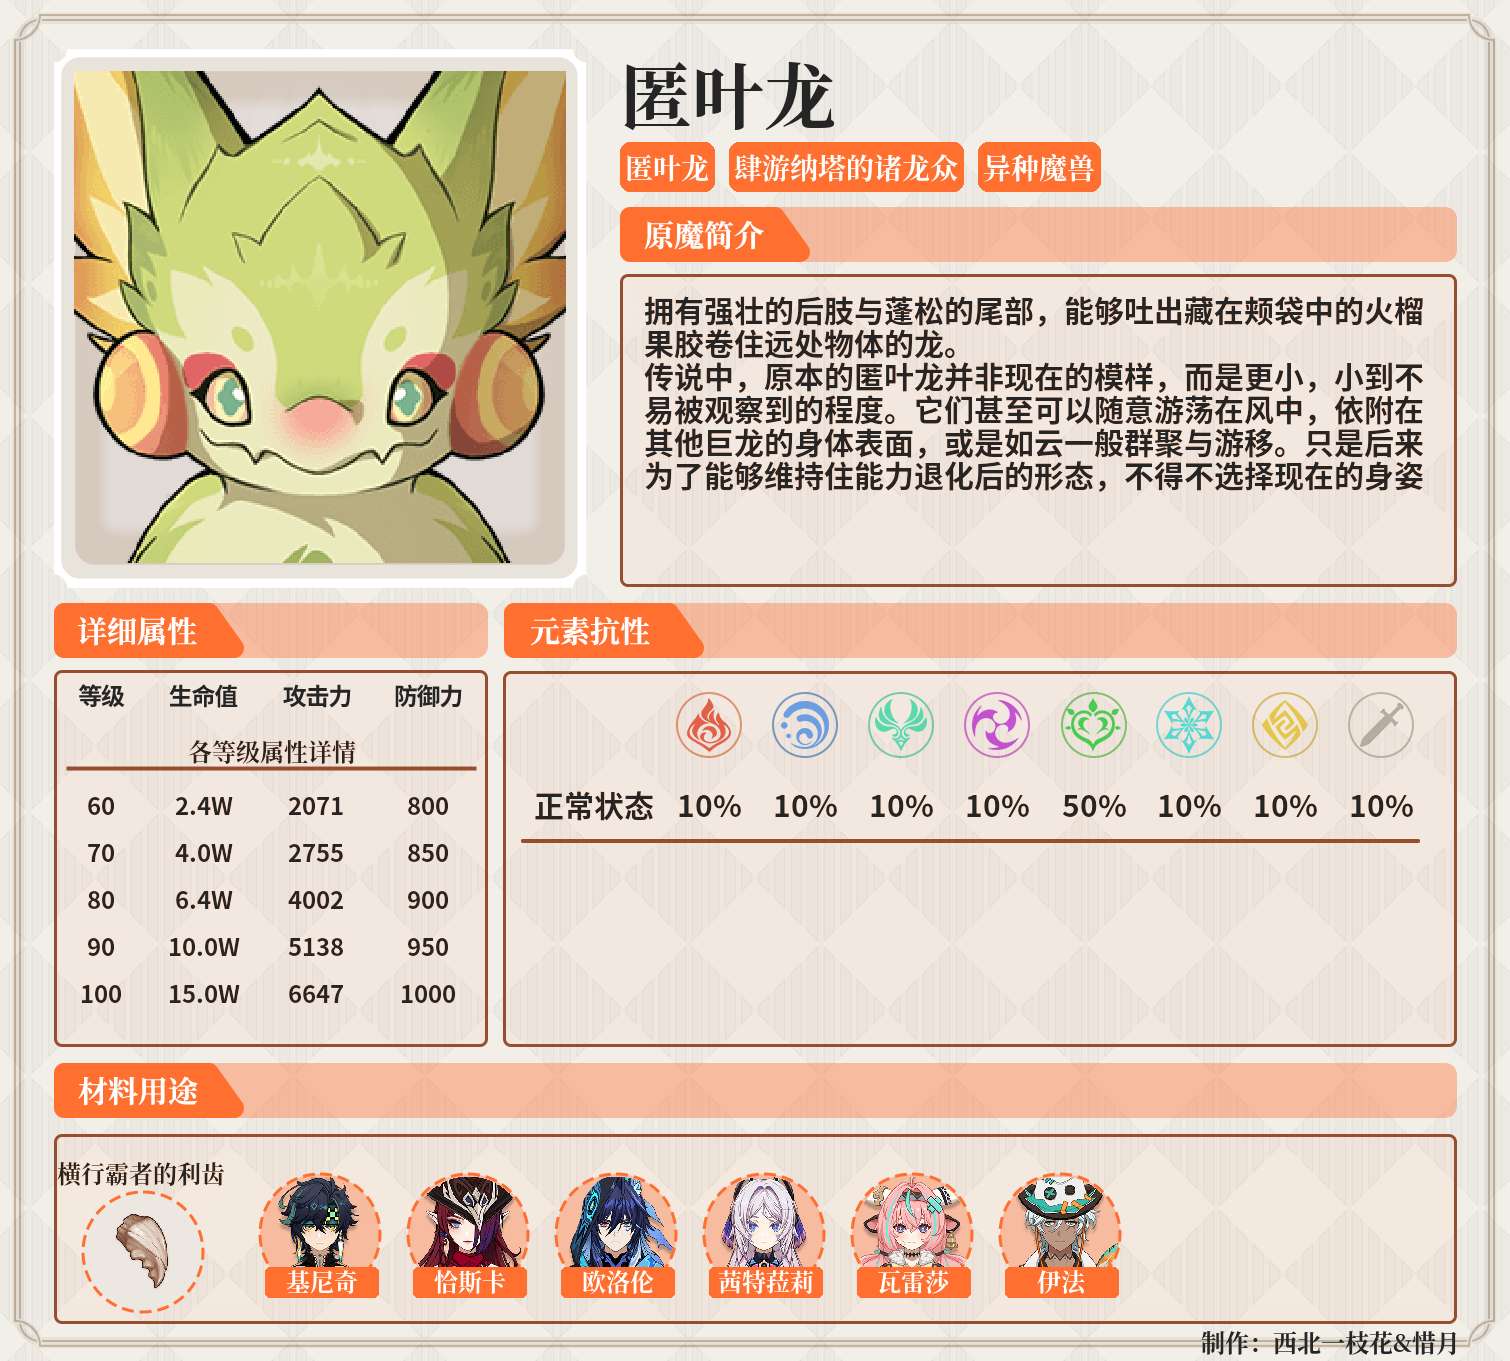 匿叶龙
匿叶龙 肆游纳塔的诸龙众 异种魔兽
原魔简介
拥有强壮的后肢与蓬松的尾部，能够吐出藏在颊袋中的火榴
果胶卷住远处物体的龙。
传说中，原本的匿叶龙并非现在的模样，而是更小，小到不
易被观察到的程度。它们甚至可以随意游荡在风中，依附在
其他巨龙的身体表面，或是如云一般群聚与游移。只是后来
为了能够维持住能力退化后的形态，不得不选择现在的身姿
详细属性
等级 生命值 攻击力 防御力
各等级属性详情
60 2.4W 2071 800
70 4.0W 2755 850
80 6.4W 4002 900
90 10.0W 5138 950
100 15.0W 6647 1000
元素抗性
正常状态 10% 10% 10% 10% 50% 10% 10% 10%
材料用途
横行霸者的利齿
基尼奇 恰斯卡 欧洛伦 茜特菈莉 瓦雷莎 伊法
制作：西北一枝花&惜月